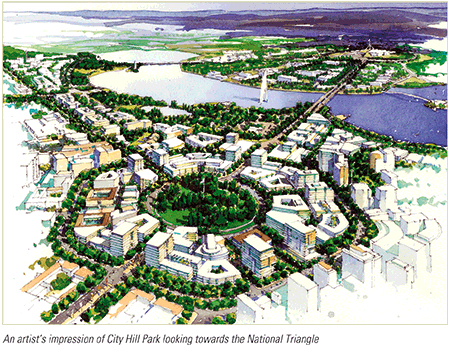 An artist's impression of City Hill Park looking towards the National Triangle